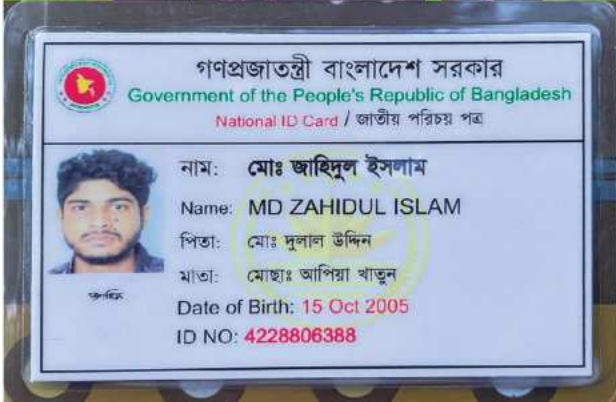 গণপ্রজাতন্ত্রী বাংলাদেশ সরকার
Government of the People's Republic of Bangladesh
National ID Card / জাতীয় পরিচয় পত্র
নাম: মোঃ জাহিদুল ইসলাম
Name: MD ZAHIDUL ISLAM
পিতা: মোঃ দুলাল উদ্দিন
মাতা: মোছাঃ আপিয়া খাতুন
Date of Birth: 15 Oct 2005
ID NO: 4228806388